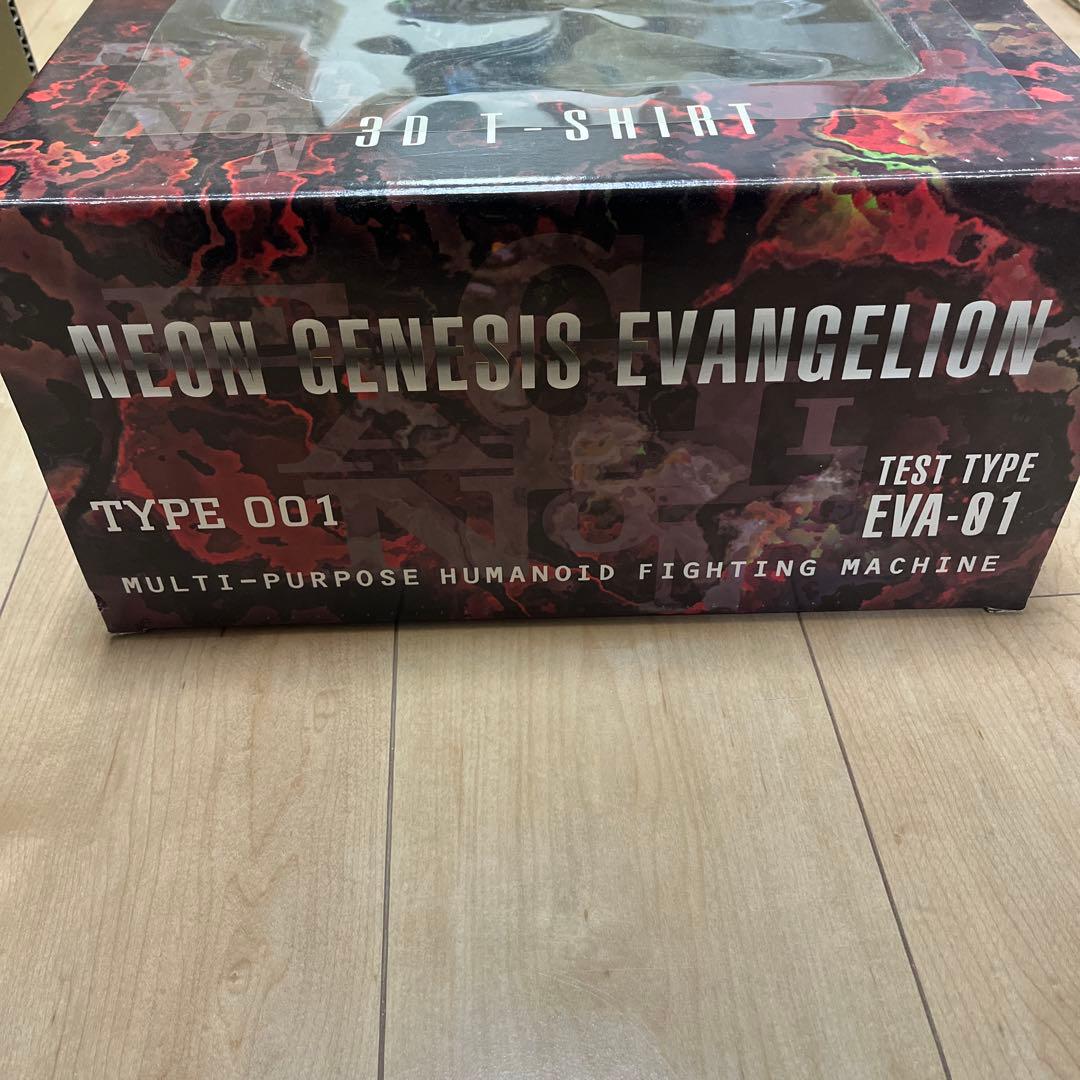 3D T-SHIRT
NEON GENESIS EVANGELION
TYPE 001
TEST TYPE
EVA-01
MULTI-PURPOSE HUMANOID FIGHTING MACHINE